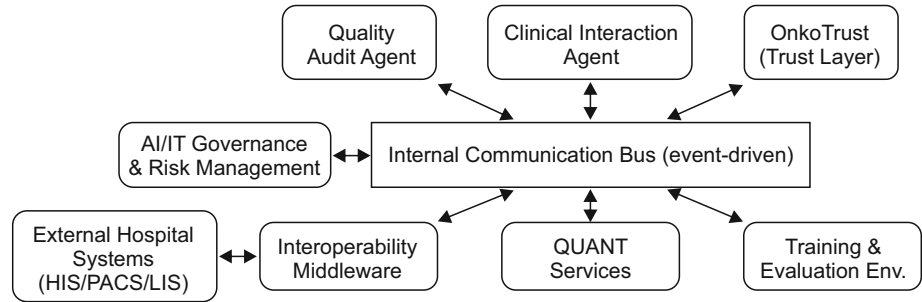 Quality
Audit Agent
Clinical Interaction
Agent
OnkoTrust
(Trust Layer)
AI/IT Governance
& Risk Management
Internal Communication Bus (event-driven)
External Hospital
Systems
(HIS/PACS/LIS)
Interoperability
Middleware
QUANT
Services
Training &
Evaluation Env.